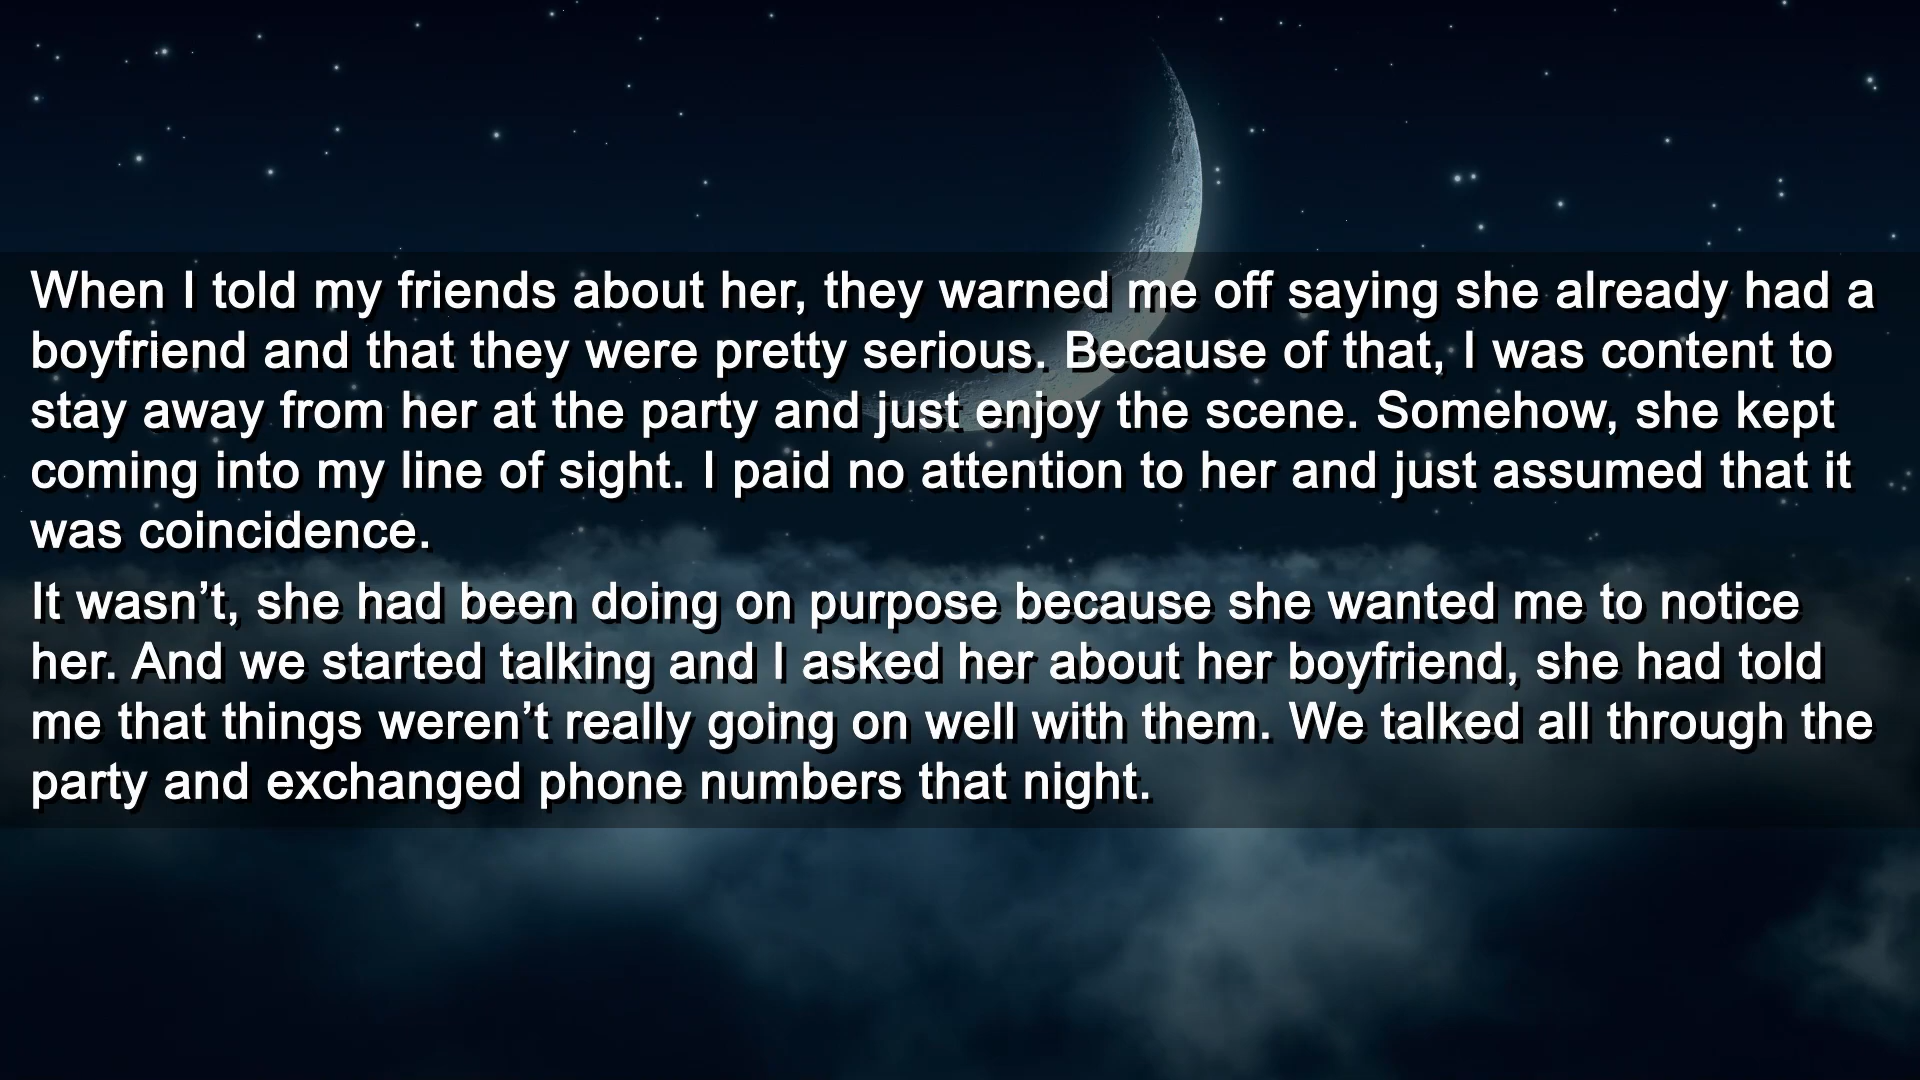 When I told my friends about her, they warned me off saying she already had a
boyfriend and that they were pretty serious. Because of that, I was content to
stay away from her at the party and just enjoy the scene. Somehow, she kept
coming into my line of sight. I paid no attention to her and just assumed that it
was coincidence.
It wasn’t, she had been doing on purpose because she wanted me to notice
her. And we started talking and I asked her about her boyfriend, she had told
me that things weren’t really going on well with them. We talked all through the
party and exchanged phone numbers that night.